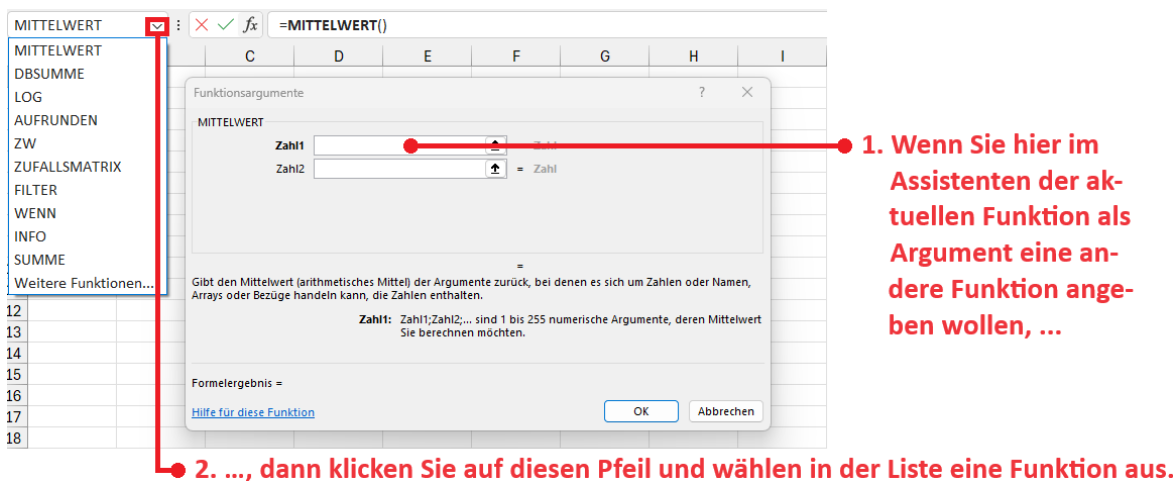 MITTELWERT
fx =MITTELWERT()
MITTELWERT
DBSUMME
LOG
AUFRUNDEN
ZW
ZUFALLSMATRIX
FILTER
WENN
INFO
SUMME
Weitere Funktionen...
C D E F G H I
12
13
14
15
16
17
18
Funktionsargumente ?
MITTELWERT
Zahl1
Zahl2 = Zahl
=
Gibt den Mittelwert (arithmetisches Mittel) der Argumente zurück, bei denen es sich um Zahlen oder Namen,
Arrays oder Bezüge handeln kann, die Zahlen enthalten.
Zahl1: Zahl1;Zahl2;... sind 1 bis 255 numerische Argumente, deren Mittelwert
Sie berechnen möchten.
Formelergebnis =
Hilfe für diese Funktion
OK Abbrechen
1. Wenn Sie hier im
Assistenten der ak-
tuellen Funktion als
Argument eine an-
dere Funktion ange-
ben wollen, ...
2. ..., dann klicken Sie auf diesen Pfeil und wählen in der Liste eine Funktion aus.